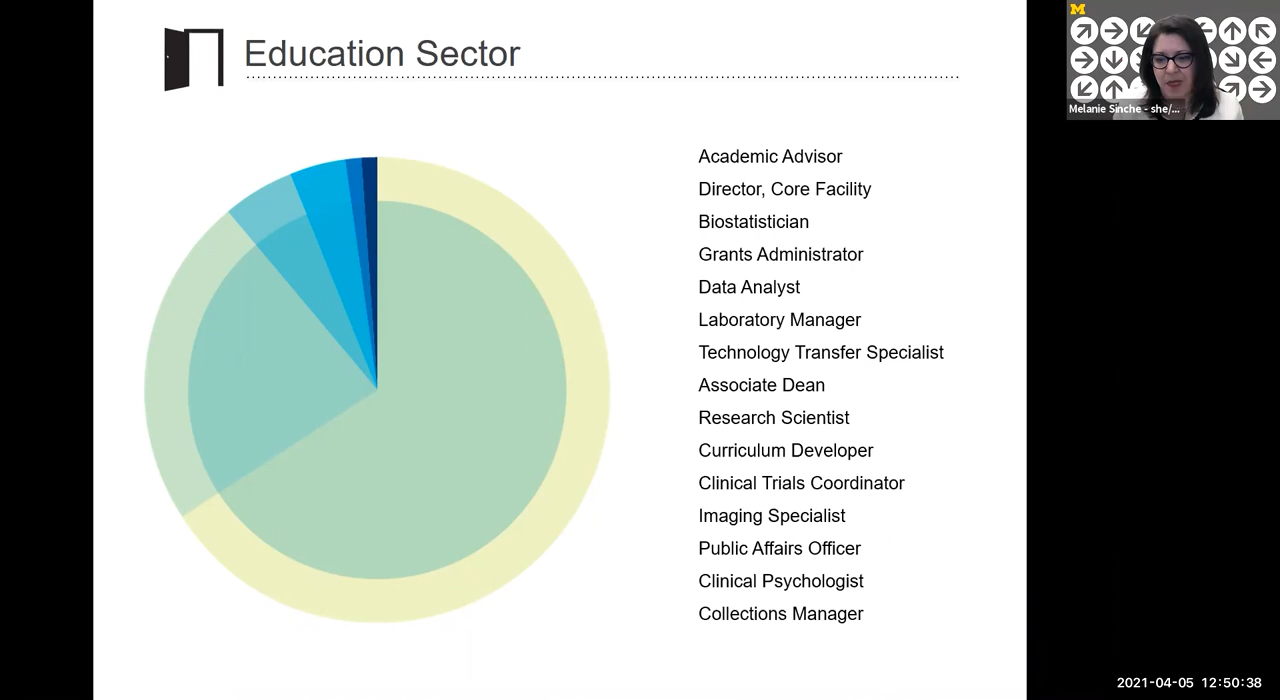 Education Sector
Academic Advisor
Director, Core Facility
Biostatistician
Grants Administrator
Data Analyst
Laboratory Manager
Technology Transfer Specialist
Associate Dean
Research Scientist
Curriculum Developer
Clinical Trials Coordinator
Imaging Specialist
Public Affairs Officer
Clinical Psychologist
Collections Manager
M
Melanie Sinche - she/...
2021-04-05 12:50:38